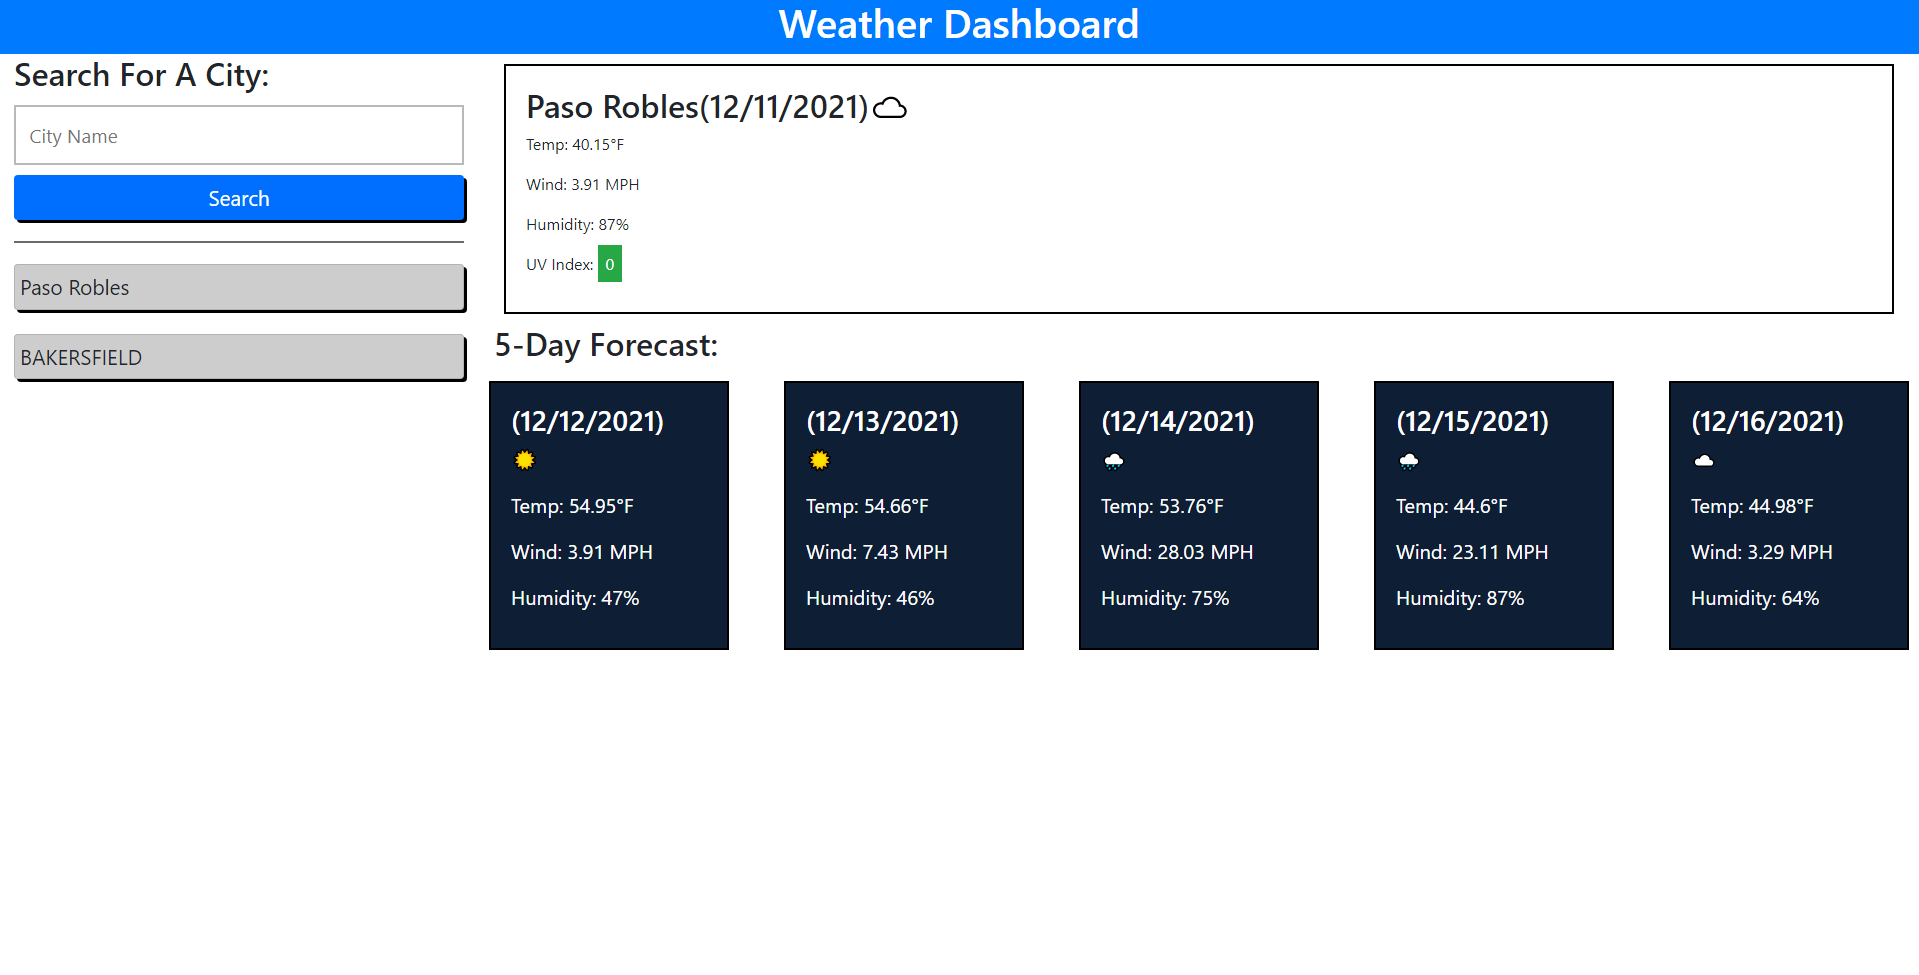 Weather Dashboard
Search For A City:
City Name
Search
Paso Robles
BAKERSFIELD
Paso Robles(12/11/2021)
Temp: 40.15°F
Wind: 3.91 MPH
Humidity: 87%
UV Index: 0
5-Day Forecast:
(12/12/2021)
Temp: 54.95°F
Wind: 3.91 MPH
Humidity: 47%
(12/13/2021)
Temp: 54.66°F
Wind: 7.43 MPH
Humidity: 46%
(12/14/2021)
Temp: 53.76°F
Wind: 28.03 MPH
Humidity: 75%
(12/15/2021)
Temp: 44.6°F
Wind: 23.11 MPH
Humidity: 87%
(12/16/2021)
Temp: 44.98°F
Wind: 3.29 MPH
Humidity: 64%